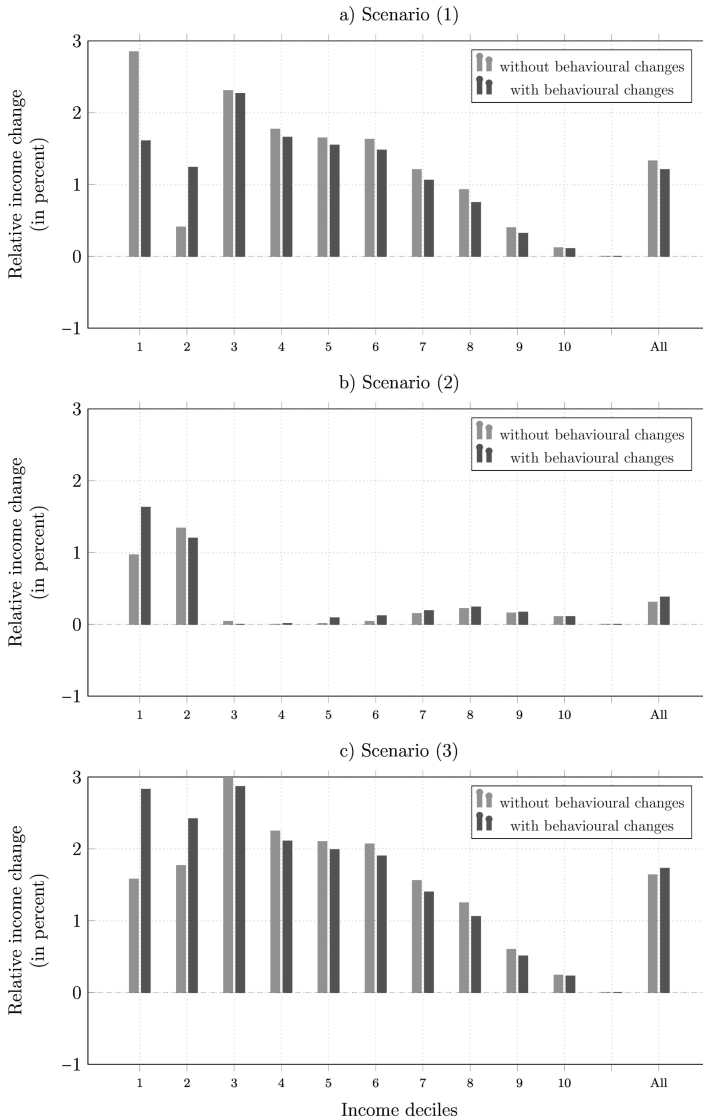 a) Scenario (1)
Relative income change
(in percent)
3
2
1
0
−1
without behavioural changes
with behavioural changes
1 2 3 4 5 6 7 8 9 10 All
b) Scenario (2)
Relative income change
(in percent)
3
2
1
0
−1
without behavioural changes
with behavioural changes
1 2 3 4 5 6 7 8 9 10 All
c) Scenario (3)
Relative income change
(in percent)
3
2
1
0
−1
without behavioural changes
with behavioural changes
1 2 3 4 5 6 7 8 9 10 All
Income deciles